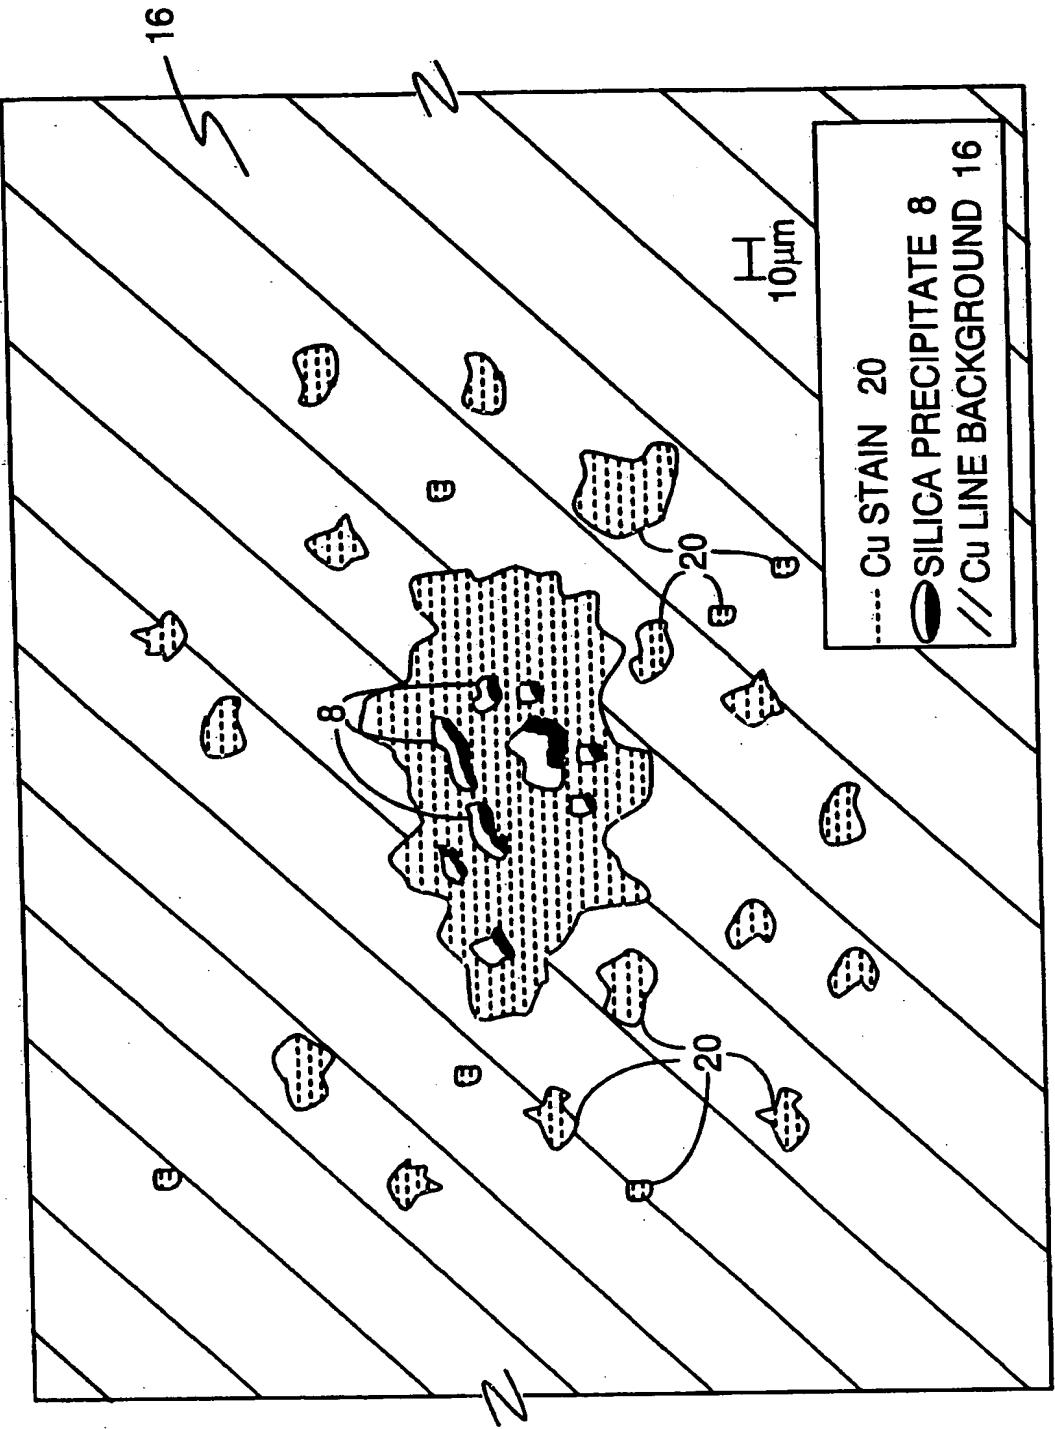 16
8
20
20
10µm
Cu STAIN 20
SILICA PRECIPITATE 8
// Cu LINE BACKGROUND 16